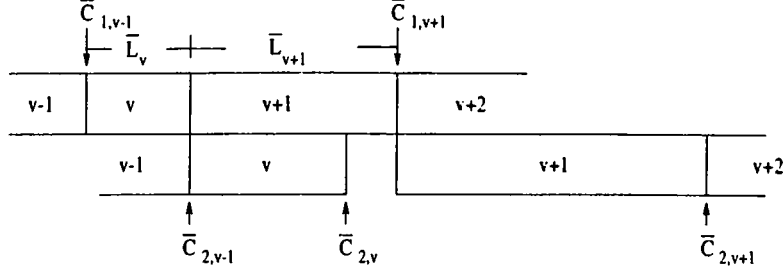 C̄1,v-1 C̄1,v+1
L̄v L̄v+1
v-1 v v+1 v+2
v-1 v v+1 v+2
C̄2,v-1 C̄2,v C̄2,v+1